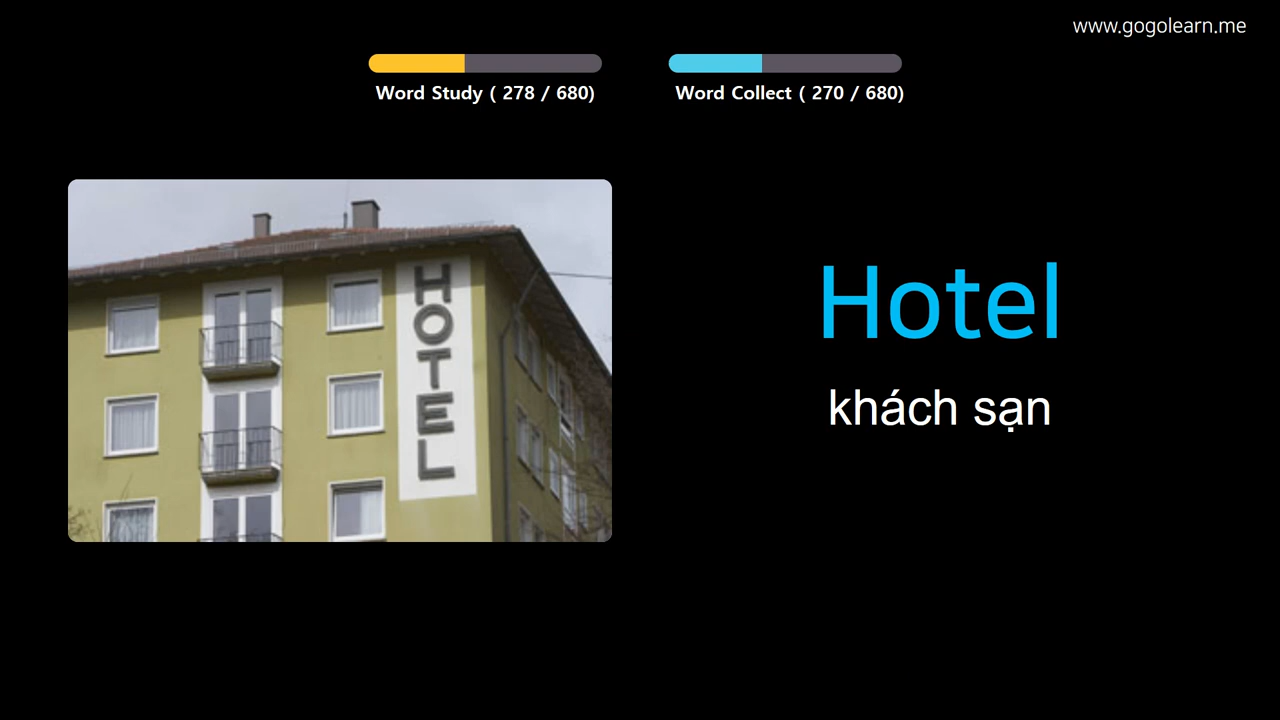 www.gogolearn.me
Word Study ( 278 / 680)
Word Collect ( 270 / 680)
HOTEL
Hotel
khách sạn